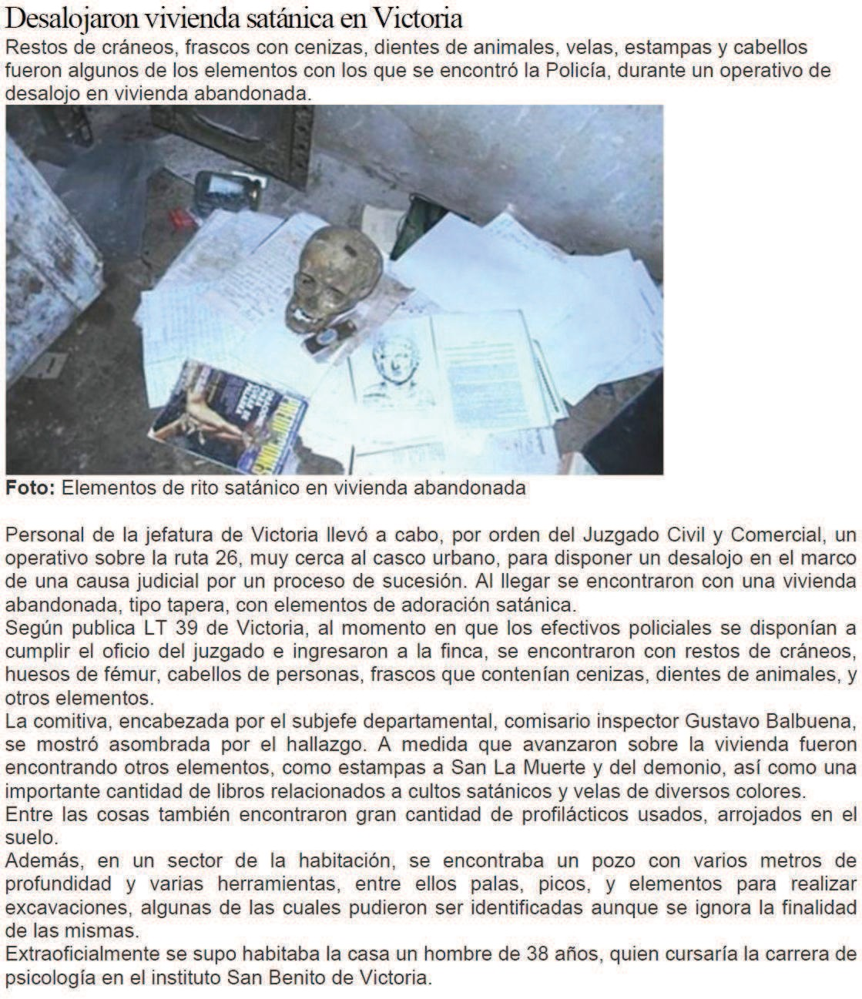 Desalojaron vivienda satánica en Victoria
Restos de cráneos, frascos con cenizas, dientes de animales, velas, estampas y cabellos
fueron algunos de los elementos con los que se encontró la Policía, durante un operativo de
desalojo en vivienda abandonada.
PREDICCIONES
Foto: Elementos de rito satánico en vivienda abandonada
Personal de la jefatura de Victoria llevó a cabo, por orden del Juzgado Civil y Comercial, un
operativo sobre la ruta 26, muy cerca al casco urbano, para disponer un desalojo en el marco
de una causa judicial por un proceso de sucesión. Al llegar se encontraron con una vivienda
abandonada, tipo tapera, con elementos de adoración satánica.
Según publica LT 39 de Victoria, al momento en que los efectivos policiales se disponían a
cumplir el oficio del juzgado e ingresaron a la finca, se encontraron con restos de cráneos,
huesos de fémur, cabellos de personas, frascos que contenían cenizas, dientes de animales, y
otros elementos.
La comitiva, encabezada por el subjefe departamental, comisario inspector Gustavo Balbuena,
se mostró asombrada por el hallazgo. A medida que avanzaron sobre la vivienda fueron
encontrando otros elementos, como estampas a San La Muerte y del demonio, así como una
importante cantidad de libros relacionados a cultos satánicos y velas de diversos colores.
Entre las cosas también encontraron gran cantidad de profilácticos usados, arrojados en el
suelo.
Además, en un sector de la habitación, se encontraba un pozo con varios metros de
profundidad y varias herramientas, entre ellos palas, picos, y elementos para realizar
excavaciones, algunas de las cuales pudieron ser identificadas aunque se ignora la finalidad
de las mismas.
Extraoficialmente se supo habitaba la casa un hombre de 38 años, quien cursaría la carrera de
psicología en el instituto San Benito de Victoria.